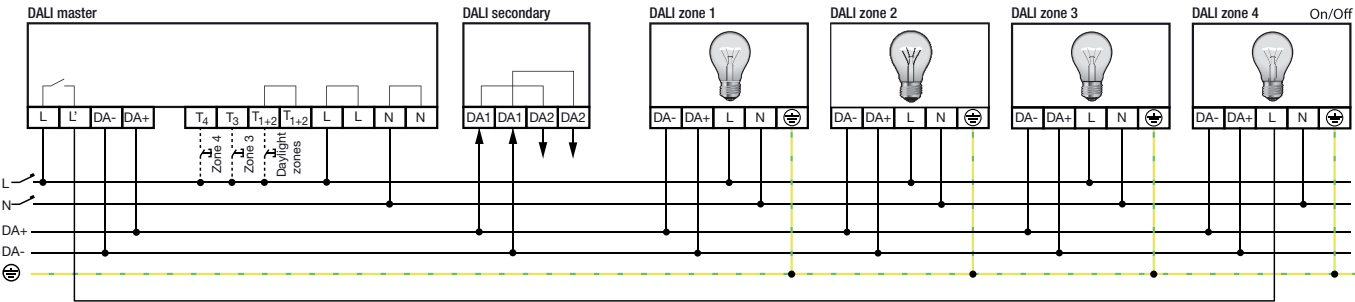 DALI master
DALI secondary
DALI zone 1
DALI zone 2
DALI zone 3
DALI zone 4 On/Off
L L' DA- DA+ T4 T3 T1+2 T1+2 L L N N
DA1 DA1 DA2 DA2
DA- DA+ L N
DA- DA+ L N
DA- DA+ L N
DA- DA+ L N
Zone 4
Zone 3
Daylight
zones
L
N
DA+
DA-